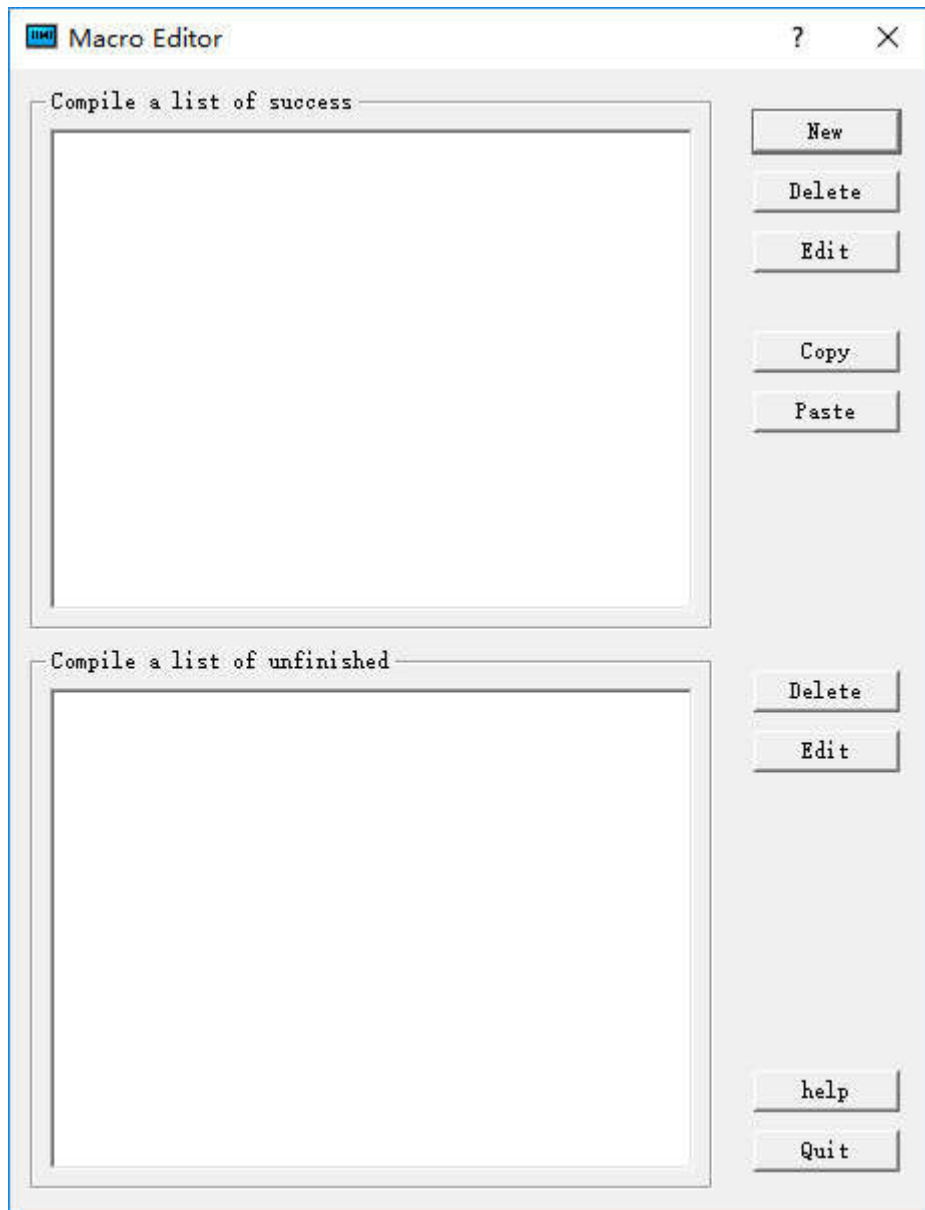 Macro Editor
?
Compile a list of success
New
Delete
Edit
Copy
Paste
Compile a list of unfinished
Delete
Edit
help
Quit